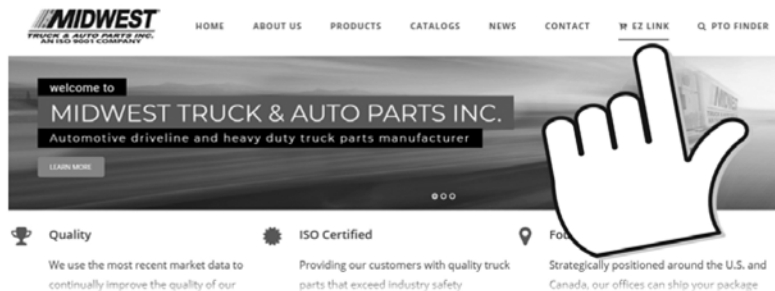 MIDWEST
TRUCK & AUTO PARTS INC.
AN ISO 9001 COMPANY
HOME ABOUT US PRODUCTS CATALOGS NEWS CONTACT EZ LINK PTO FINDER
welcome to
MIDWEST TRUCK & AUTO PARTS INC.
Automotive driveline and heavy duty truck parts manufacturer
LEARN MORE
Quality
We use the most recent market data to
continually improve the quality of our
ISO Certified
Providing our customers with quality truck
parts that exceed industry safety
Strategically positioned around the U.S. and
Canada, our offices can ship your package